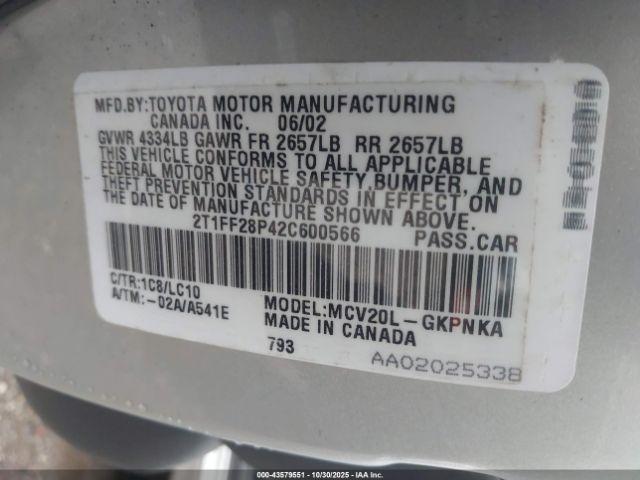 MFD.BY:TOYOTA MOTOR MANUFACTURING
CANADA INC. 06/02
GVWR 4334LB GAWR FR 2657LB RR 2657LB
THIS VEHICLE CONFORMS TO ALL APPLICABLE
FEDERAL MOTOR VEHICLE SAFETY,BUMPER, AND
THEFT PREVENTION STANDARDS IN EFFECT ON
THE DATE OF MANUFACTURE SHOWN ABOVE.
2T1FF28P42C600566 PASS.CAR
C/TR:1C8/LC10
A/TM:-02A/A541E
MODEL:MCV20L-GKPNKA
MADE IN CANADA
793
AA02025338
000-43579551 - 10/30/2025 - IAA, Inc.